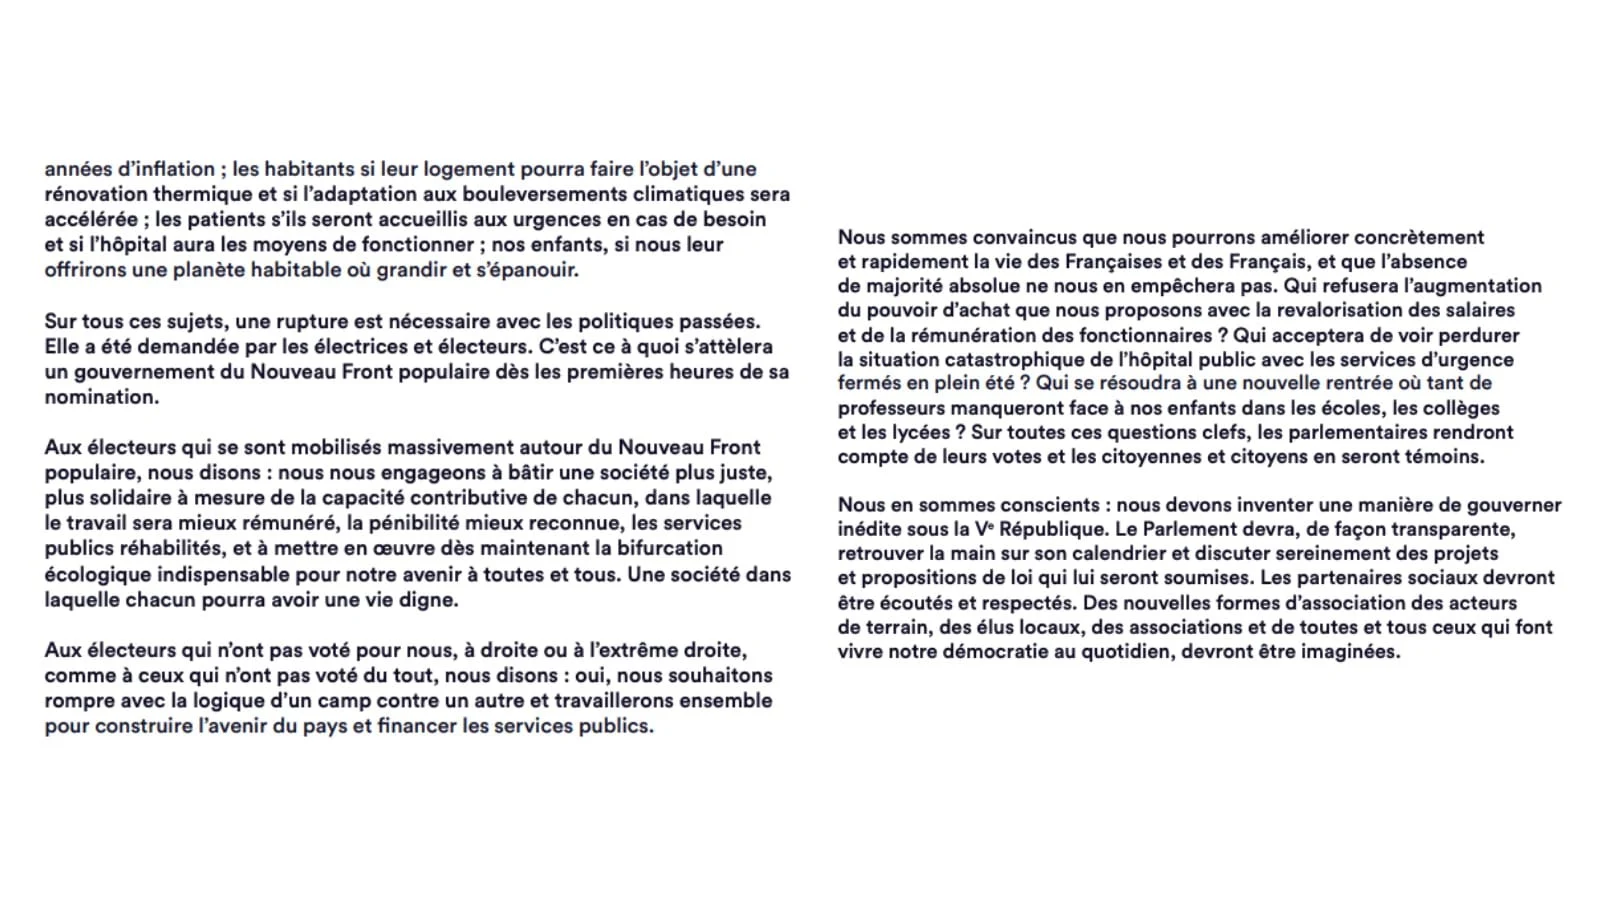 années d’inflation ; les habitants si leur logement pourra faire l’objet d’une
rénovation thermique et si l’adaptation aux bouleversements climatiques sera
accélérée ; les patients s’ils seront accueillis aux urgences en cas de besoin
et si l’hôpital aura les moyens de fonctionner ; nos enfants, si nous leur
offrirons une planète habitable où grandir et s’épanouir.
Sur tous ces sujets, une rupture est nécessaire avec les politiques passées.
Elle a été demandée par les électrices et électeurs. C’est ce à quoi s’attèlera
un gouvernement du Nouveau Front populaire dès les premières heures de sa
nomination.
Aux électeurs qui se sont mobilisés massivement autour du Nouveau Front
populaire, nous disons : nous nous engageons à bâtir une société plus juste,
plus solidaire à mesure de la capacité contributive de chacun, dans laquelle
le travail sera mieux rémunéré, la pénibilité mieux reconnue, les services
publics réhabilités, et à mettre en œuvre dès maintenant la bifurcation
écologique indispensable pour notre avenir à toutes et tous. Une société dans
laquelle chacun pourra avoir une vie digne.
Aux électeurs qui n’ont pas voté pour nous, à droite ou à l’extrême droite,
comme à ceux qui n’ont pas voté du tout, nous disons : oui, nous souhaitons
rompre avec la logique d’un camp contre un autre et travaillerons ensemble
pour construire l’avenir du pays et financer les services publics.
Nous sommes convaincus que nous pourrons améliorer concrètement
et rapidement la vie des Françaises et des Français, et que l’absence
de majorité absolue ne nous en empêchera pas. Qui refusera l’augmentation
du pouvoir d’achat que nous proposons avec la revalorisation des salaires
et de la rémunération des fonctionnaires ? Qui acceptera de voir perdurer
la situation catastrophique de l’hôpital public avec les services d’urgence
fermés en plein été ? Qui se résoudra à une nouvelle rentrée où tant de
professeurs manqueront face à nos enfants dans les écoles, les collèges
et les lycées ? Sur toutes ces questions clefs, les parlementaires rendront
compte de leurs votes et les citoyennes et citoyens en seront témoins.
Nous en sommes conscients : nous devons inventer une manière de gouverner
inédite sous la Vᵉ République. Le Parlement devra, de façon transparente,
retrouver la main sur son calendrier et discuter sereinement des projets
et propositions de loi qui lui seront soumises. Les partenaires sociaux devront
être écoutés et respectés. Des nouvelles formes d’association des acteurs
de terrain, des élus locaux, des associations et de toutes et tous ceux qui font
vivre notre démocratie au quotidien, devront être imaginées.